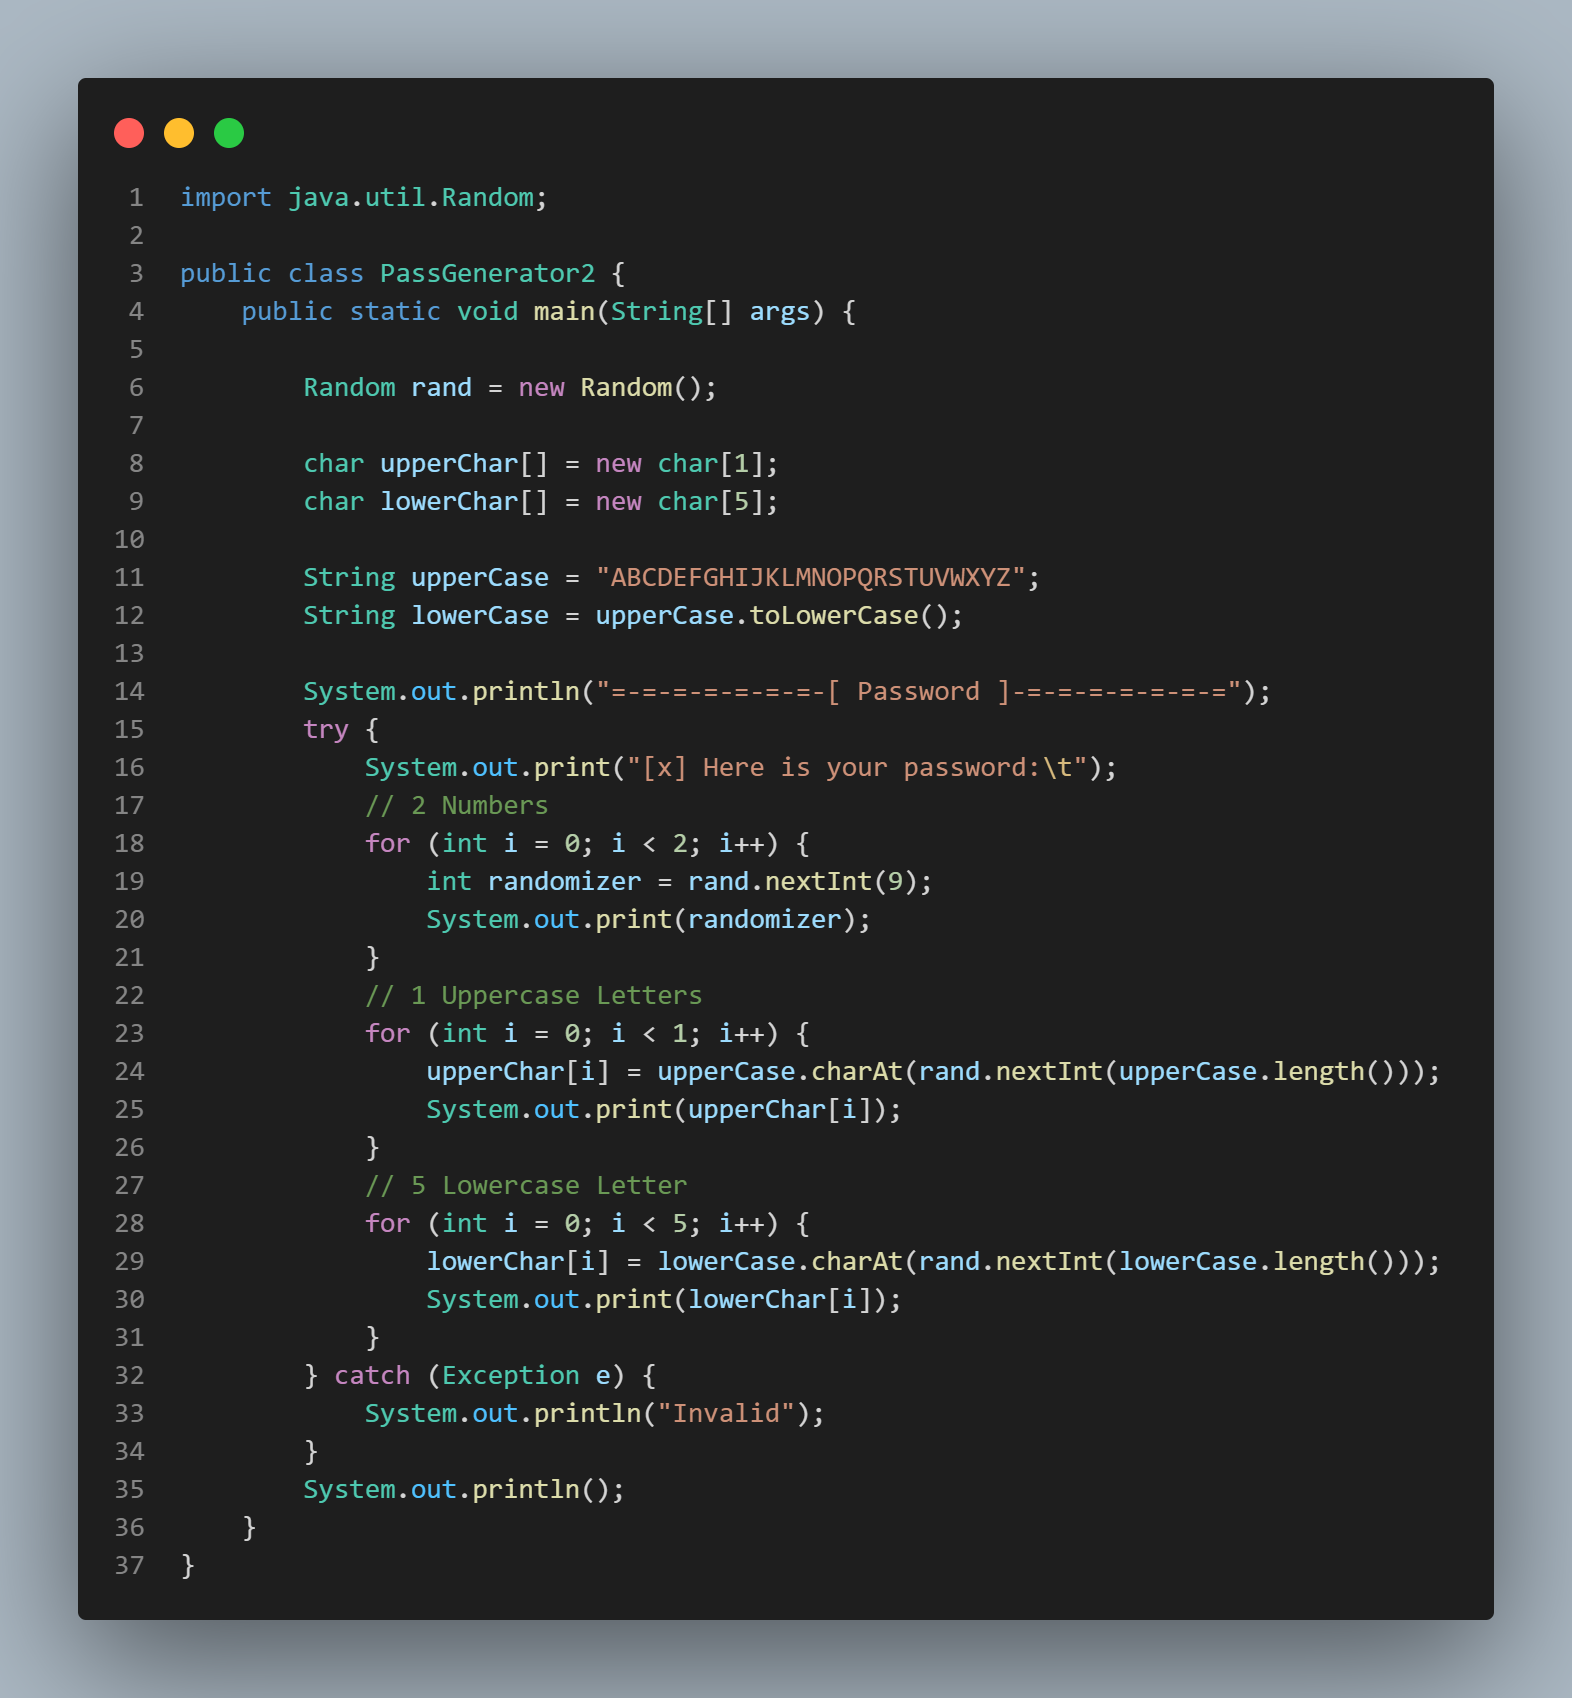 1 import java.util.Random;
2
3 public class PassGenerator2 {
4     public static void main(String[] args) {
5
6         Random rand = new Random();
7
8         char upperChar[] = new char[1];
9         char lowerChar[] = new char[5];
10
11         String upperCase = "ABCDEFGHIJKLMNOPQRSTUVWXYZ";
12         String lowerCase = upperCase.toLowerCase();
13
14         System.out.println("=-=-=-=-=-=-=-[ Password ]-=-=-=-=-=-=-=");
15         try {
16             System.out.print("[x] Here is your password:\t");
17             // 2 Numbers
18             for (int i = 0; i < 2; i++) {
19                 int randomizer = rand.nextInt(9);
20                 System.out.print(randomizer);
21             }
22             // 1 Uppercase Letters
23             for (int i = 0; i < 1; i++) {
24                 upperChar[i] = upperCase.charAt(rand.nextInt(upperCase.length()));
25                 System.out.print(upperChar[i]);
26             }
27             // 5 Lowercase Letter
28             for (int i = 0; i < 5; i++) {
29                 lowerChar[i] = lowerCase.charAt(rand.nextInt(lowerCase.length()));
30                 System.out.print(lowerChar[i]);
31             }
32         } catch (Exception e) {
33             System.out.println("Invalid");
34         }
35         System.out.println();
36     }
37 }